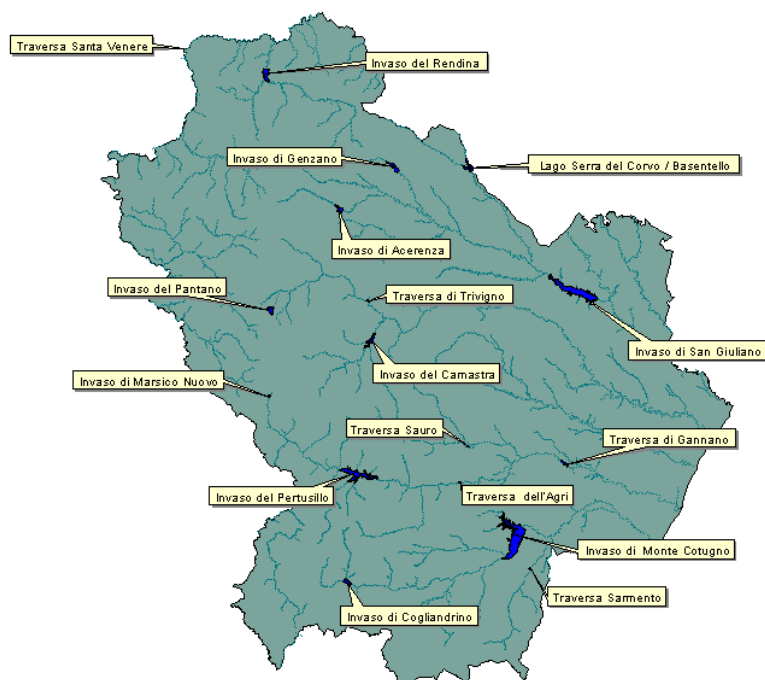 Traversa Santa Venere
Invaso del Rendina
Invaso di Genzano
Lago Serra del Corvo / Basentello
Invaso di Acerenza
Invaso del Pantano
Traversa di Trivigno
Invaso di San Giuliano
Invaso del Camastra
Invaso di Marsico Nuovo
Traversa Sauro
Traversa di Gannano
Invaso del Pertusillo
Traversa dell'Agri
Invaso di Monte Cotugno
Traversa Sarmento
Invaso di Cogliandrino